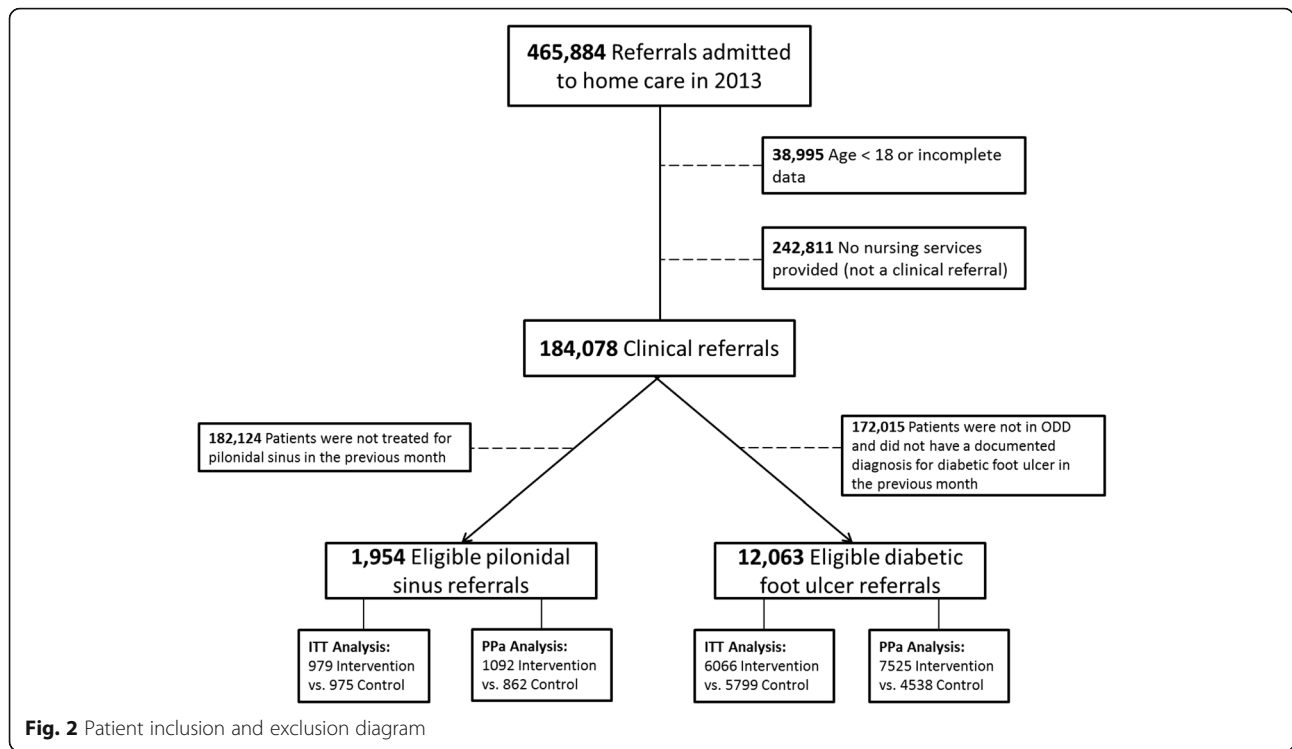 465,884 Referrals admitted
to home care in 2013
38,995 Age < 18 or incomplete
data
242,811 No nursing services
provided (not a clinical referral)
184,078 Clinical referrals
182,124 Patients were not treated for
pilonidal sinus in the previous month
172,015 Patients were not in ODD
and did not have a documented
diagnosis for diabetic foot ulcer in
the previous month
1,954 Eligible pilonidal
sinus referrals
12,063 Eligible diabetic
foot ulcer referrals
ITT Analysis:
979 Intervention
vs. 975 Control
PPa Analysis:
1092 Intervention
vs. 862 Control
ITT Analysis:
6066 Intervention
vs. 5799 Control
PPa Analysis:
7525 Intervention
vs. 4538 Control
Fig. 2 Patient inclusion and exclusion diagram